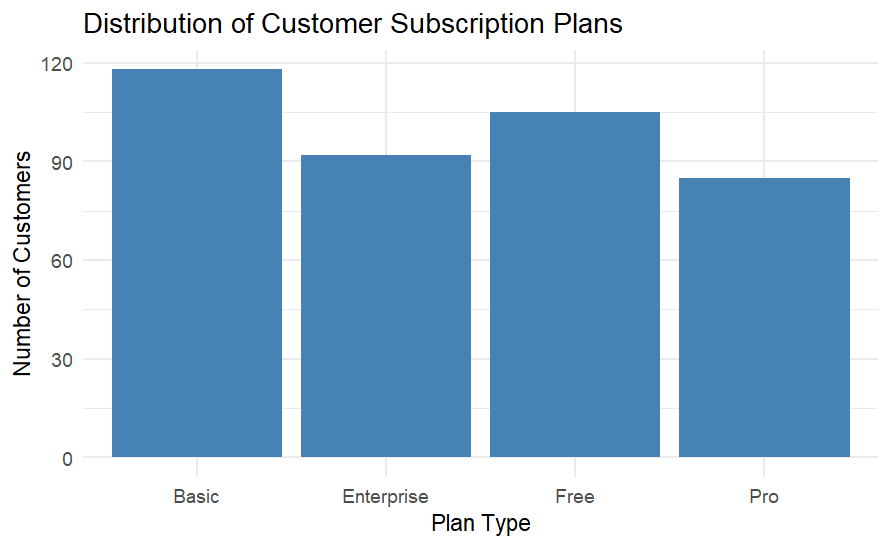 Distribution of Customer Subscription Plans
Number of Customers
120
90
60
30
0
Basic Enterprise Free Pro
Plan Type